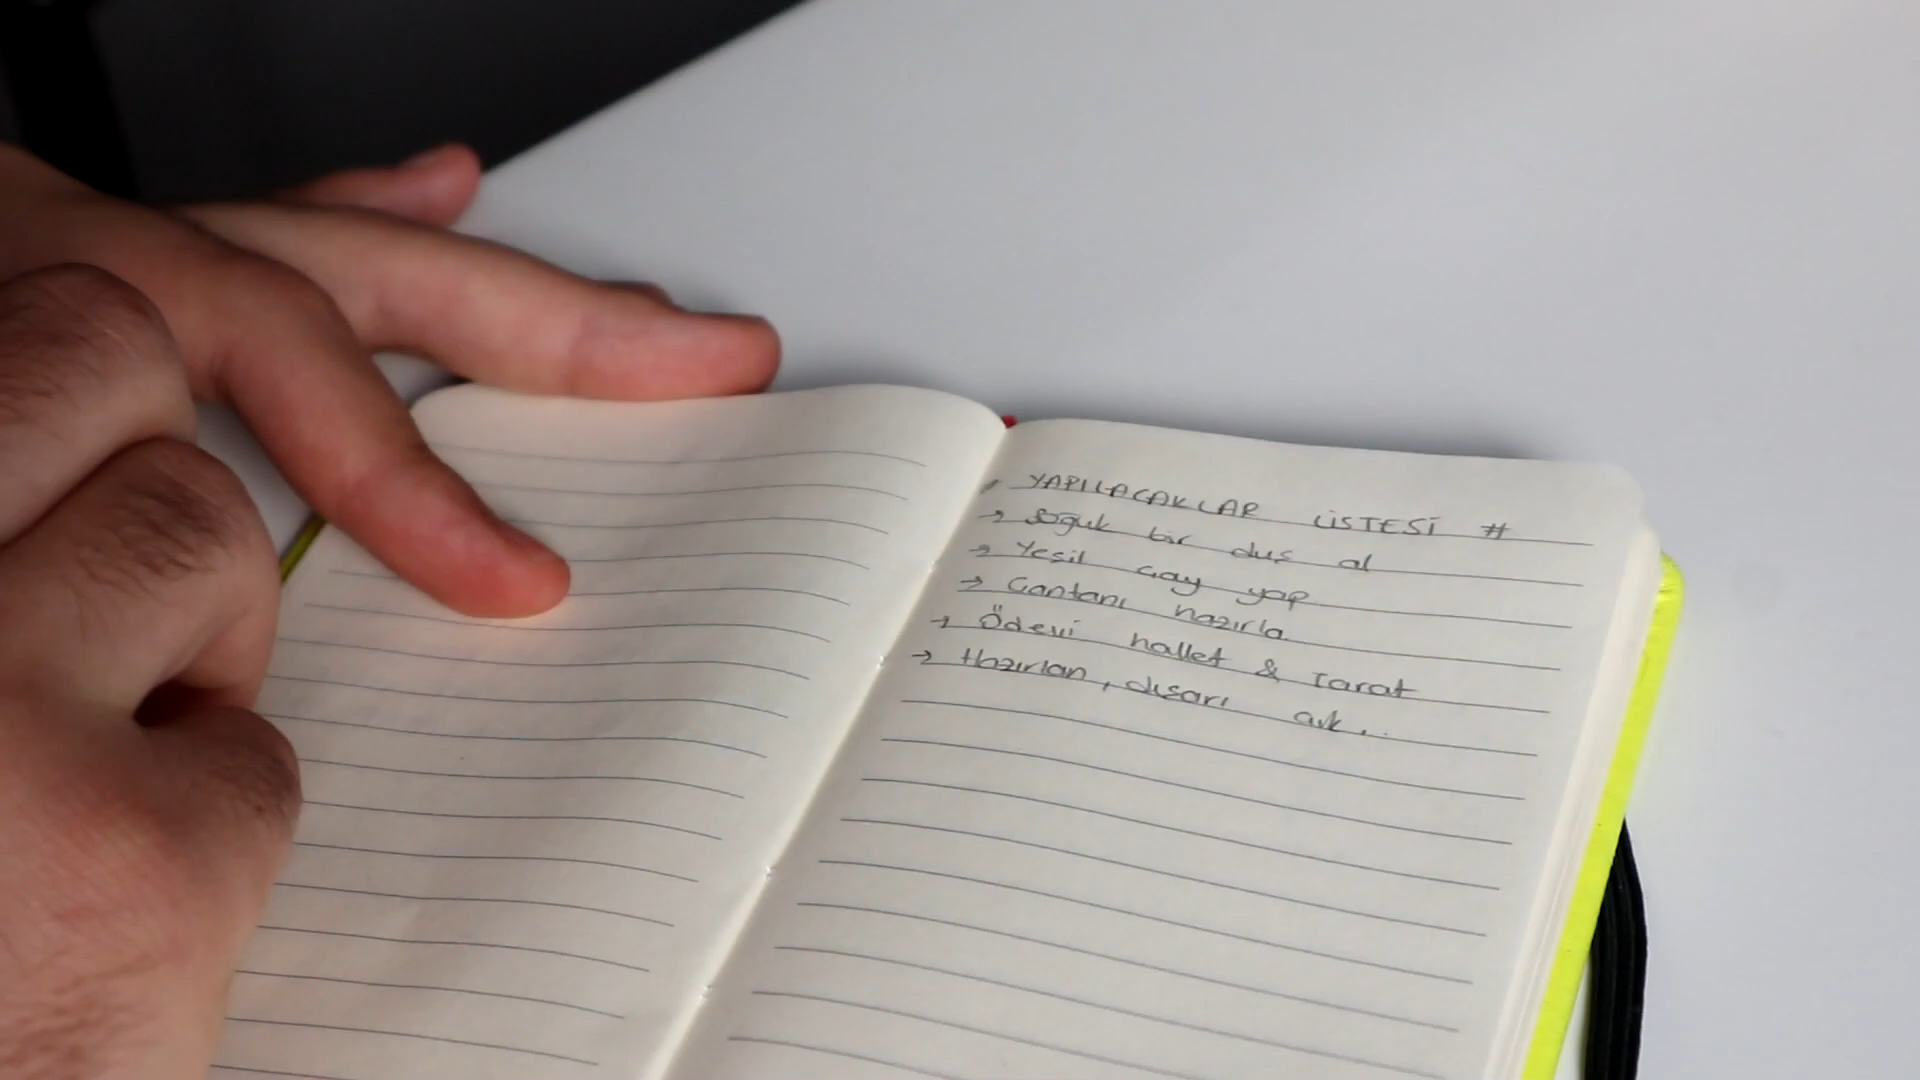 YAPILACAKLAR LİSTESİ #
→ Soğuk bir duş al
→ Yeşil çay yap
→ Çantanı hazırla
→ Ödevi hallet & tarat
→ Hazırlan, dışarı çık..